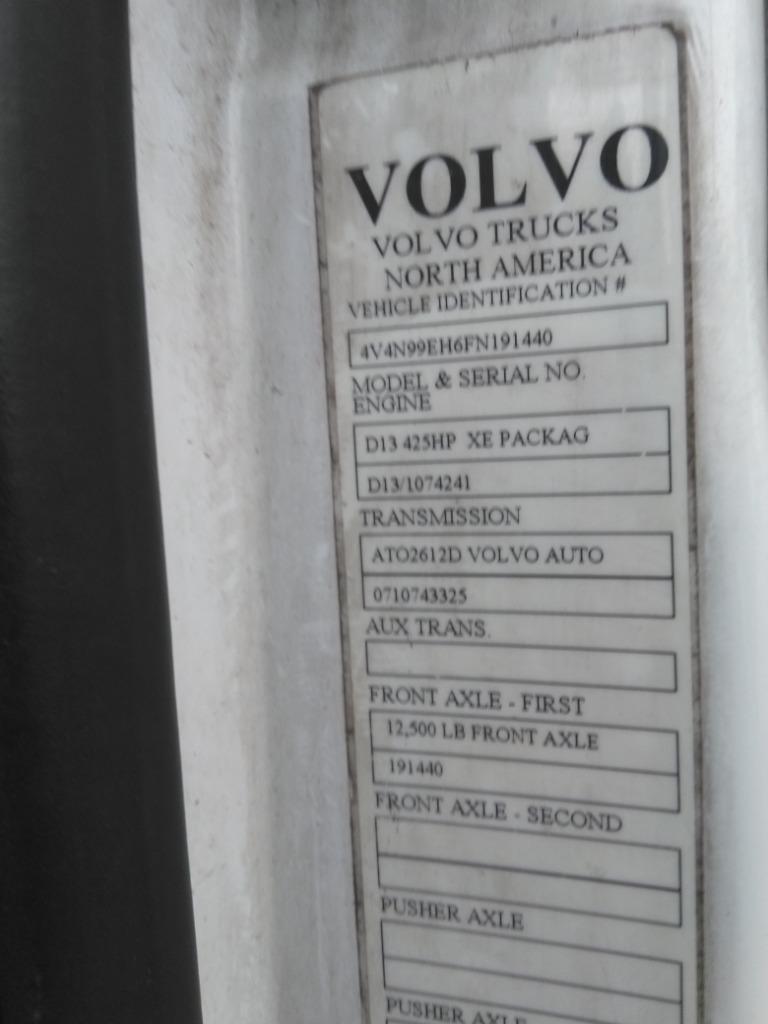 VOLVO
VOLVO TRUCKS
NORTH AMERICA
VEHICLE IDENTIFICATION #
4V4N99EH6FN191440
MODEL & SERIAL NO.
ENGINE
D13 425HP XE PACKAG
D13/1074241
TRANSMISSION
ATO2612D VOLVO AUTO
0710743325
AUX TRANS.
FRONT AXLE - FIRST
12,500 LB FRONT AXLE
191440
FRONT AXLE - SECOND
PUSHER AXLE
PUSHER AXLE